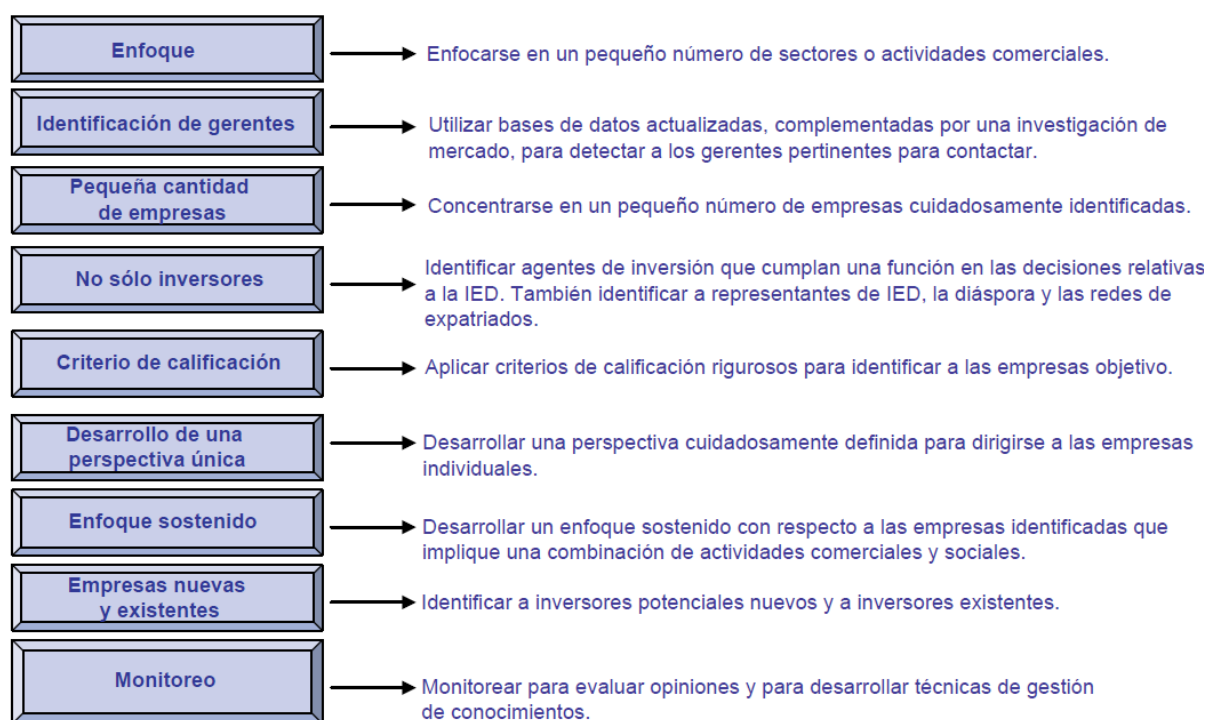 Enfoque
Enfocarse en un pequeño número de sectores o actividades comerciales.
Identificación de gerentes
Utilizar bases de datos actualizadas, complementadas por una investigación de
mercado, para detectar a los gerentes pertinentes para contactar.
Pequeña cantidad
de empresas
Concentrarse en un pequeño número de empresas cuidadosamente identificadas.
No sólo inversores
Identificar agentes de inversión que cumplan una función en las decisiones relativas
a la IED. También identificar a representantes de IED, la diáspora y las redes de
expatriados.
Criterio de calificación
Aplicar criterios de calificación rigurosos para identificar a las empresas objetivo.
Desarrollo de una
perspectiva única
Desarrollar una perspectiva cuidadosamente definida para dirigirse a las empresas
individuales.
Enfoque sostenido
Desarrollar un enfoque sostenido con respecto a las empresas identificadas que
implique una combinación de actividades comerciales y sociales.
Empresas nuevas
y existentes
Identificar a inversores potenciales nuevos y a inversores existentes.
Monitoreo
Monitorear para evaluar opiniones y para desarrollar técnicas de gestión
de conocimientos.